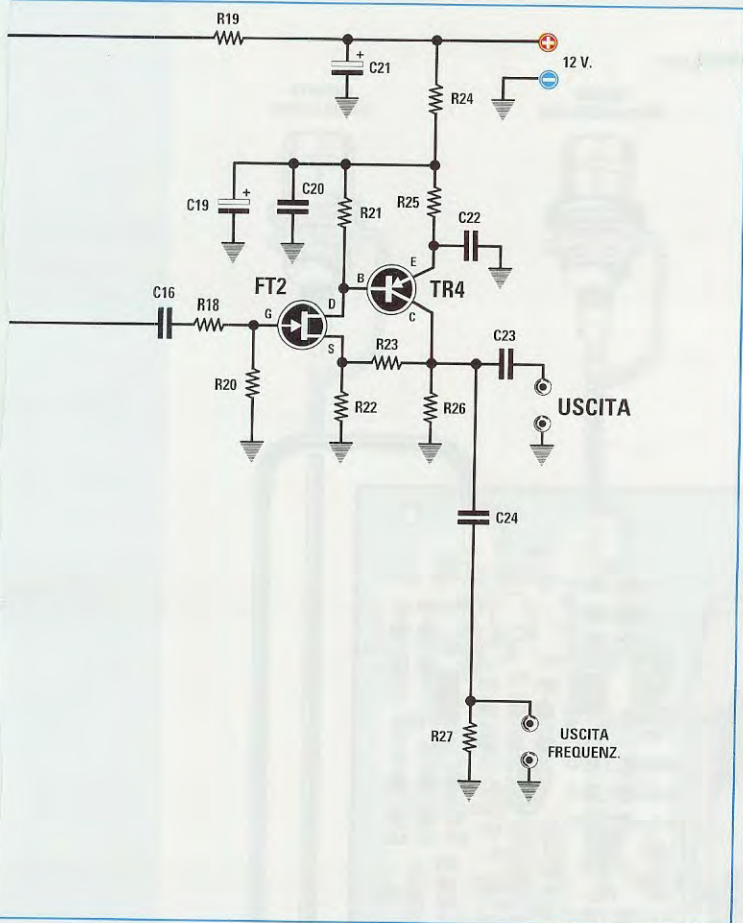 R19
+
C21
+
12 V.
−
R24
C19
+
C20
R21
R25
C22
E
B
TR4
C
FT2
D
C16
R18
G
S
R23
C23
R20
R22
R26
USCITA
C24
R27
USCITA
FREQUENZ.